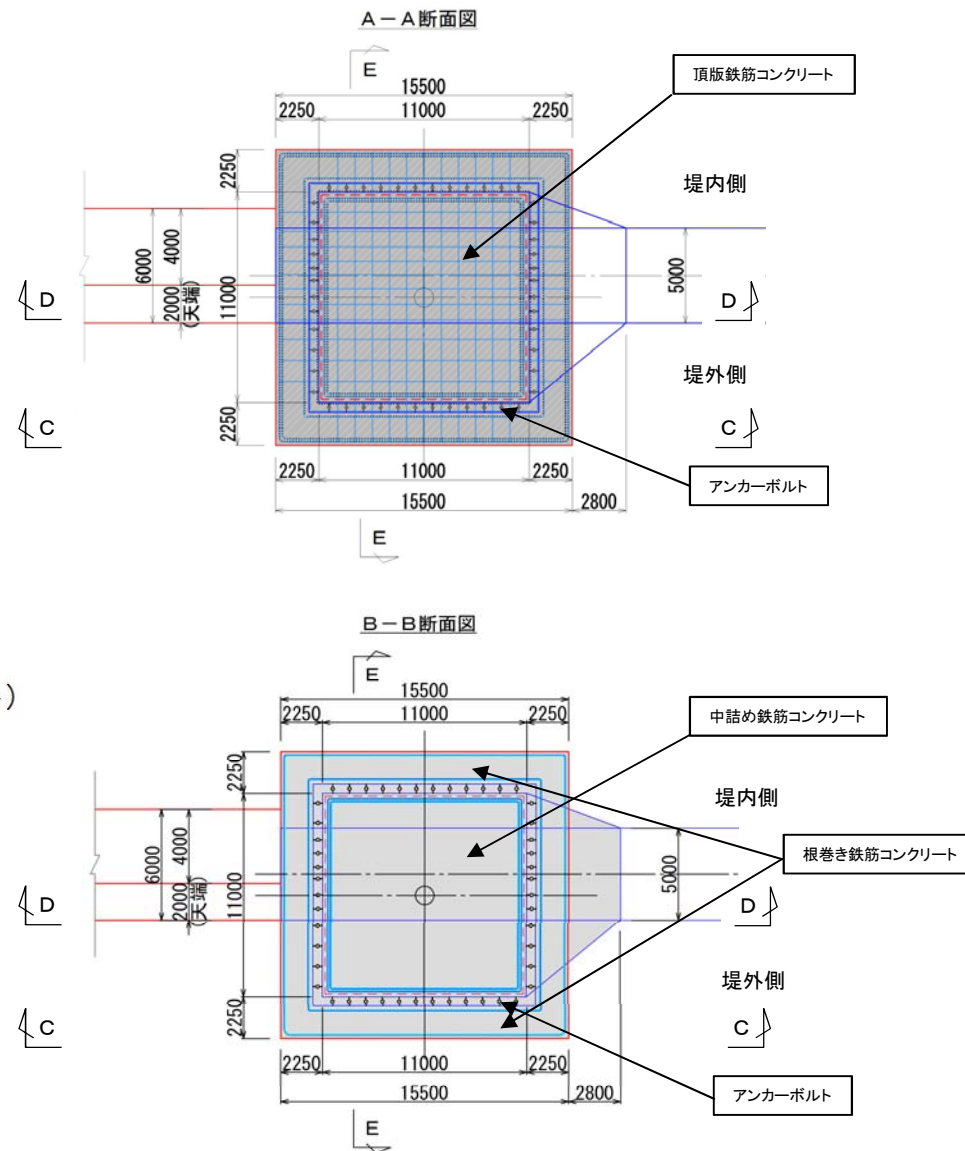 A－A断面図
E
15500
2250
11000
2250
頂版鉄筋コンクリート
2250
11000
2250
6000
4000
2000
(天端)
5000
堤内側
D
D
堤外側
C
C
2250
11000
2250
15500
2800
アンカーボルト
E
B－B断面図
E
15500
2250
11000
2250
中詰め鉄筋コンクリート
)
2250
11000
2250
6000
4000
2000
(天端)
5000
堤内側
根巻き鉄筋コンクリート
D
D
堤外側
C
C
2250
11000
2250
15500
2800
アンカーボルト
E